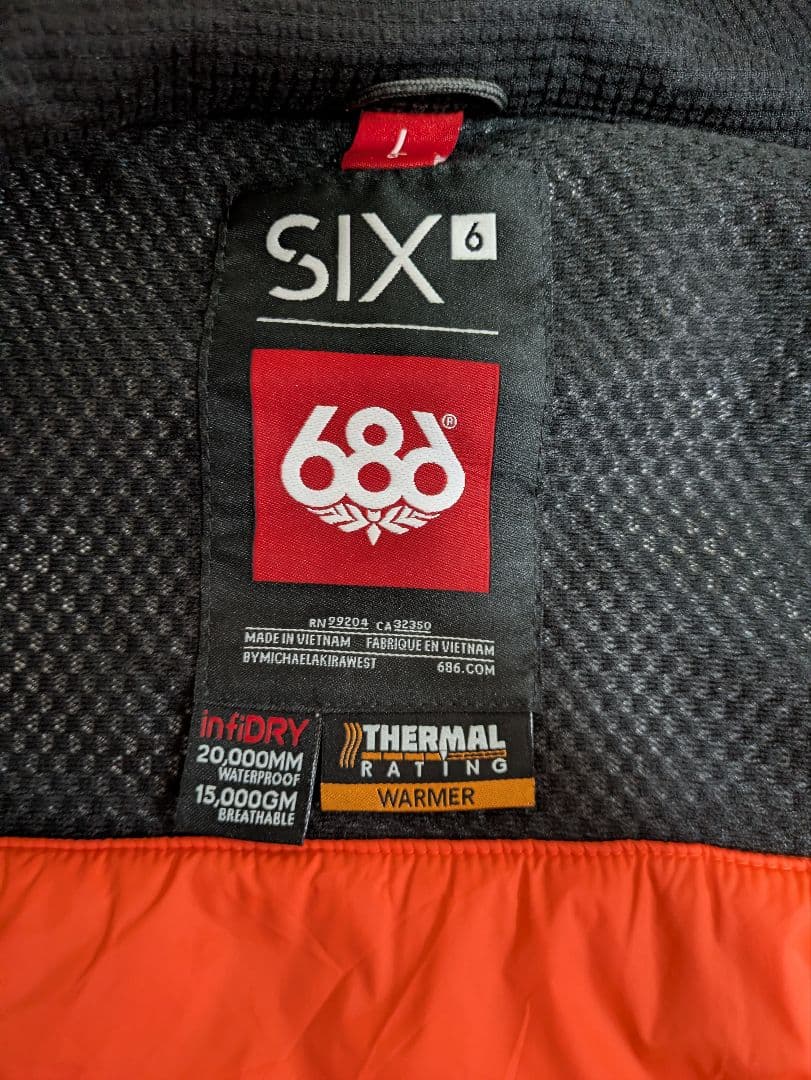 L
SIX 6
686®
RN 99204 CA 32350
MADE IN VIETNAM FABRIQUE EN VIETNAM
BYMICHAELAKIRAWEST 686.COM
infiDRY
20,000MM
WATERPROOF
15,000GM
BREATHABLE
THERMAL
RATING
WARMER